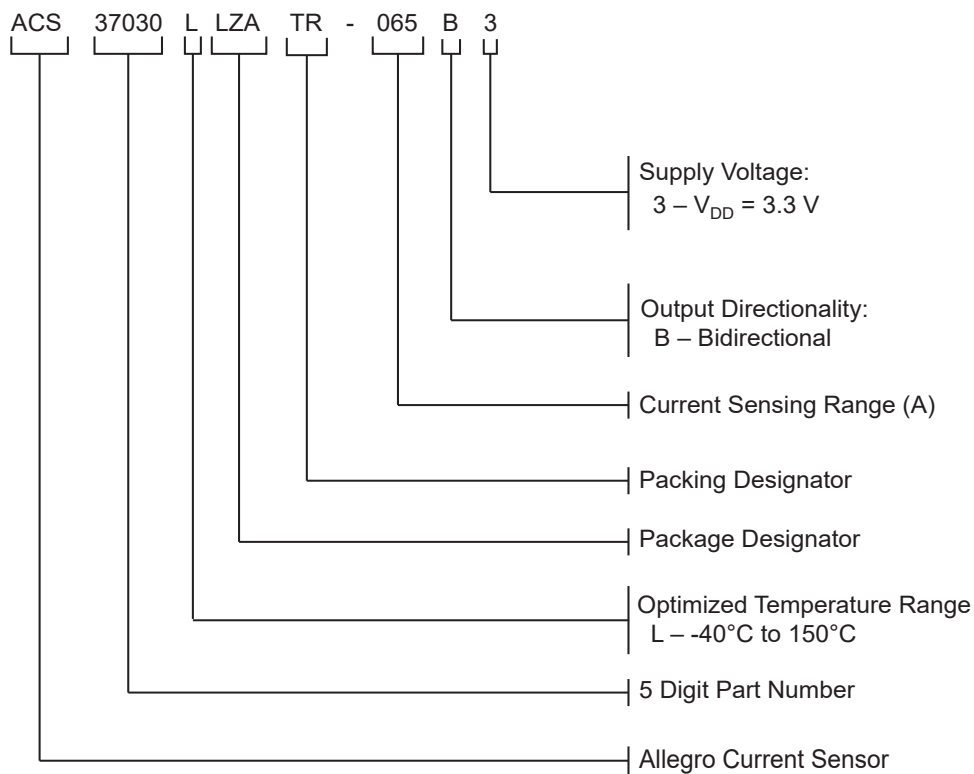 ACS 37030 L LZA TR - 065 B 3
Supply Voltage:
3 – VDD = 3.3 V
Output Directionality:
B – Bidirectional
Current Sensing Range (A)
Packing Designator
Package Designator
Optimized Temperature Range
L – -40°C to 150°C
5 Digit Part Number
Allegro Current Sensor